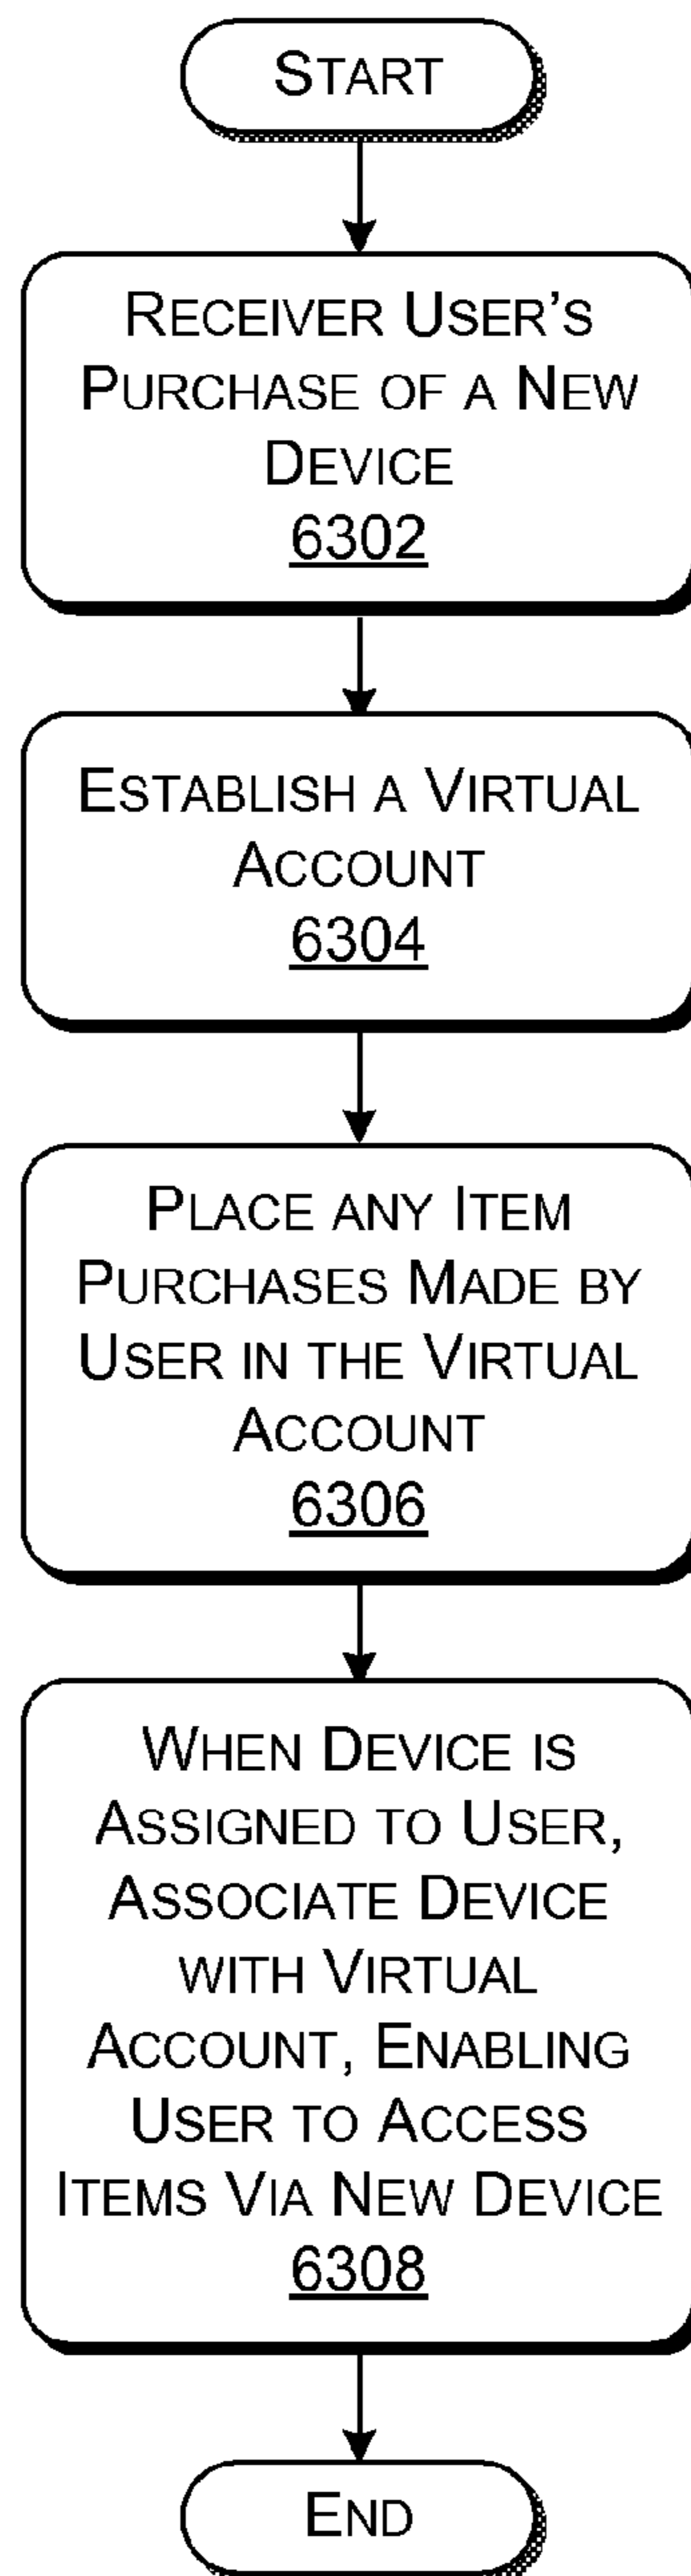 START
RECEIVER USER'S
PURCHASE OF A NEW
DEVICE
6302
ESTABLISH A VIRTUAL
ACCOUNT
6304
PLACE ANY ITEM
PURCHASES MADE BY
USER IN THE VIRTUAL
ACCOUNT
6306
WHEN DEVICE IS
ASSIGNED TO USER,
ASSOCIATE DEVICE
WITH VIRTUAL
ACCOUNT, ENABLING
USER TO ACCESS
ITEMS VIA NEW DEVICE
6308
END